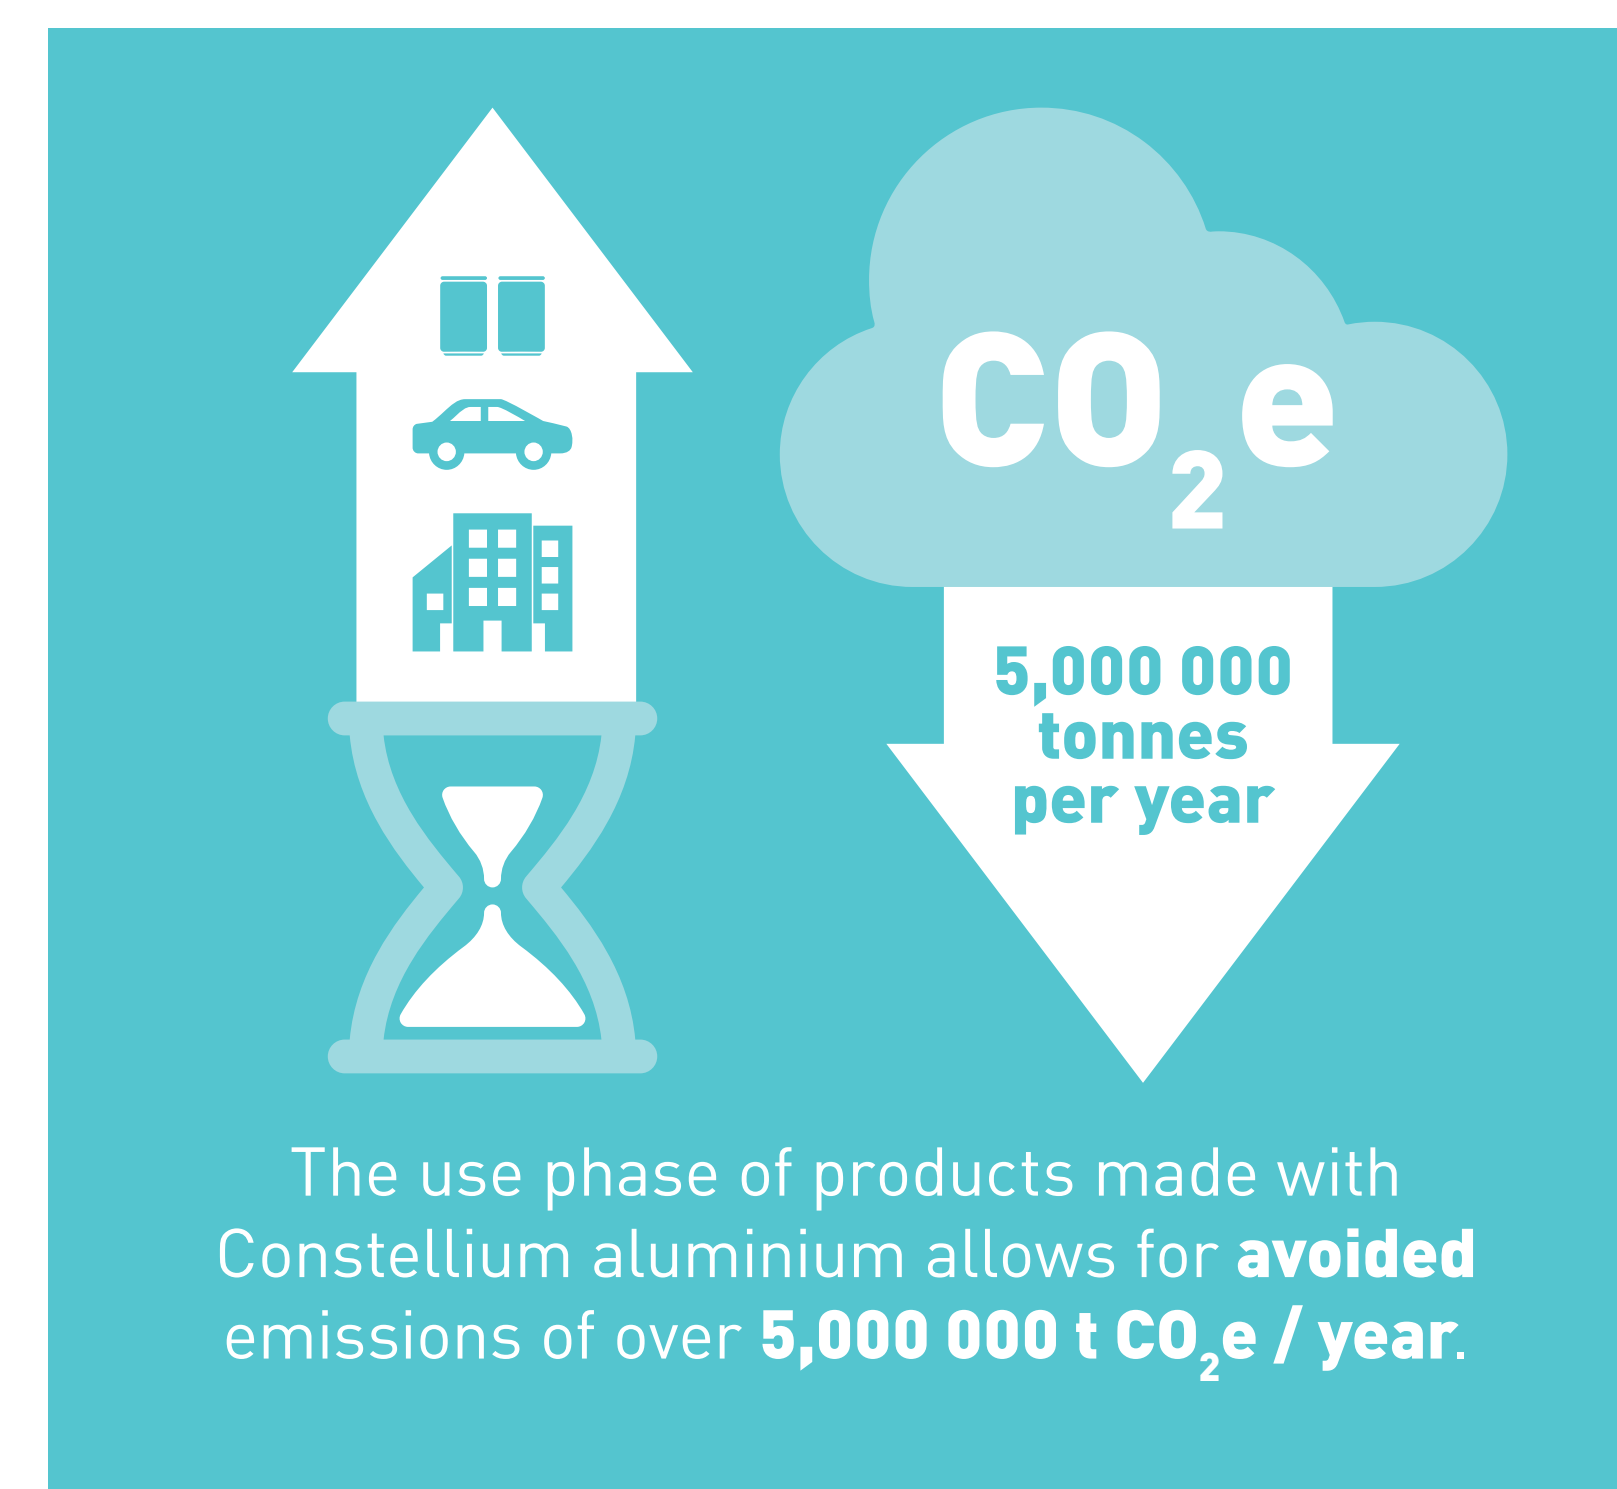 CO₂e
5,000 000
tonnes
per year
The use phase of products made with
Constellium aluminium allows for avoided
emissions of over 5,000 000 t CO₂e / year.